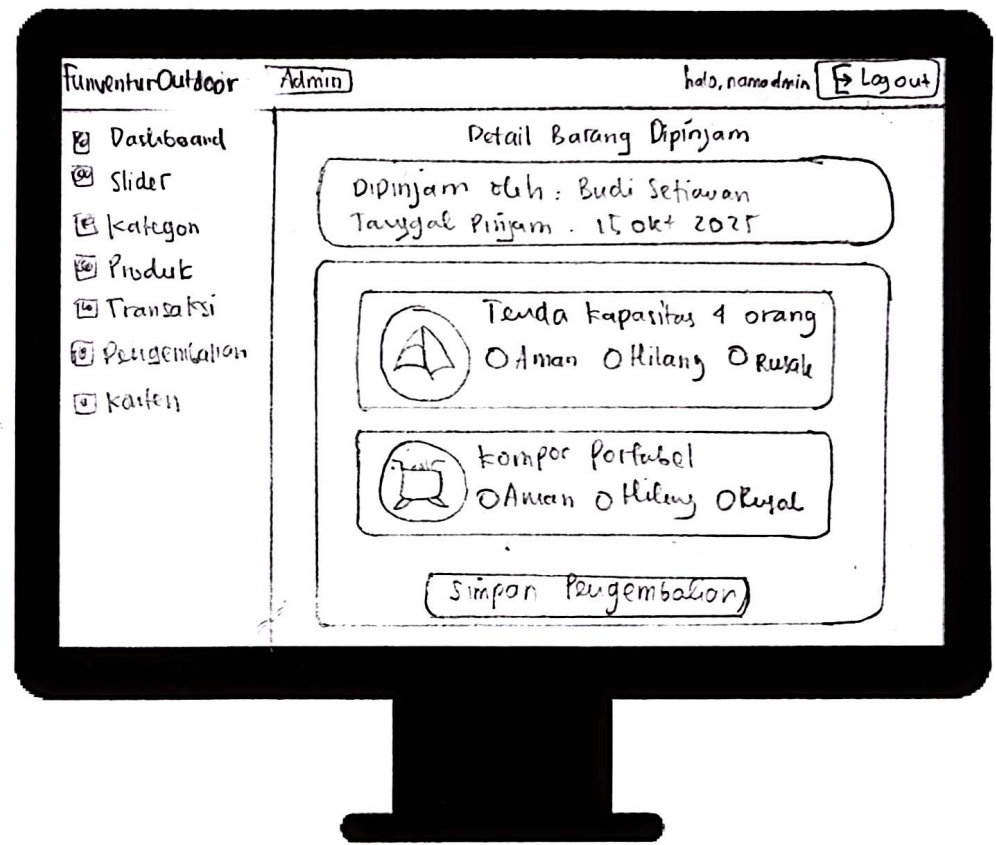 FunventurOutdoor Admin halo, namadmin Logout
Dashboard
Slider
Kategori
Produk
Transaksi
Pengembalian
Konten
Detail Barang Dipinjam
Dipinjam oleh : Budi Setiawan
Tanggal Pinjam . 15 okt 2025
Tenda kapasitas 4 orang
Aman Hilang Rusak
kompor Portabel
Aman Hilang Rusak
Simpan Pengembalian